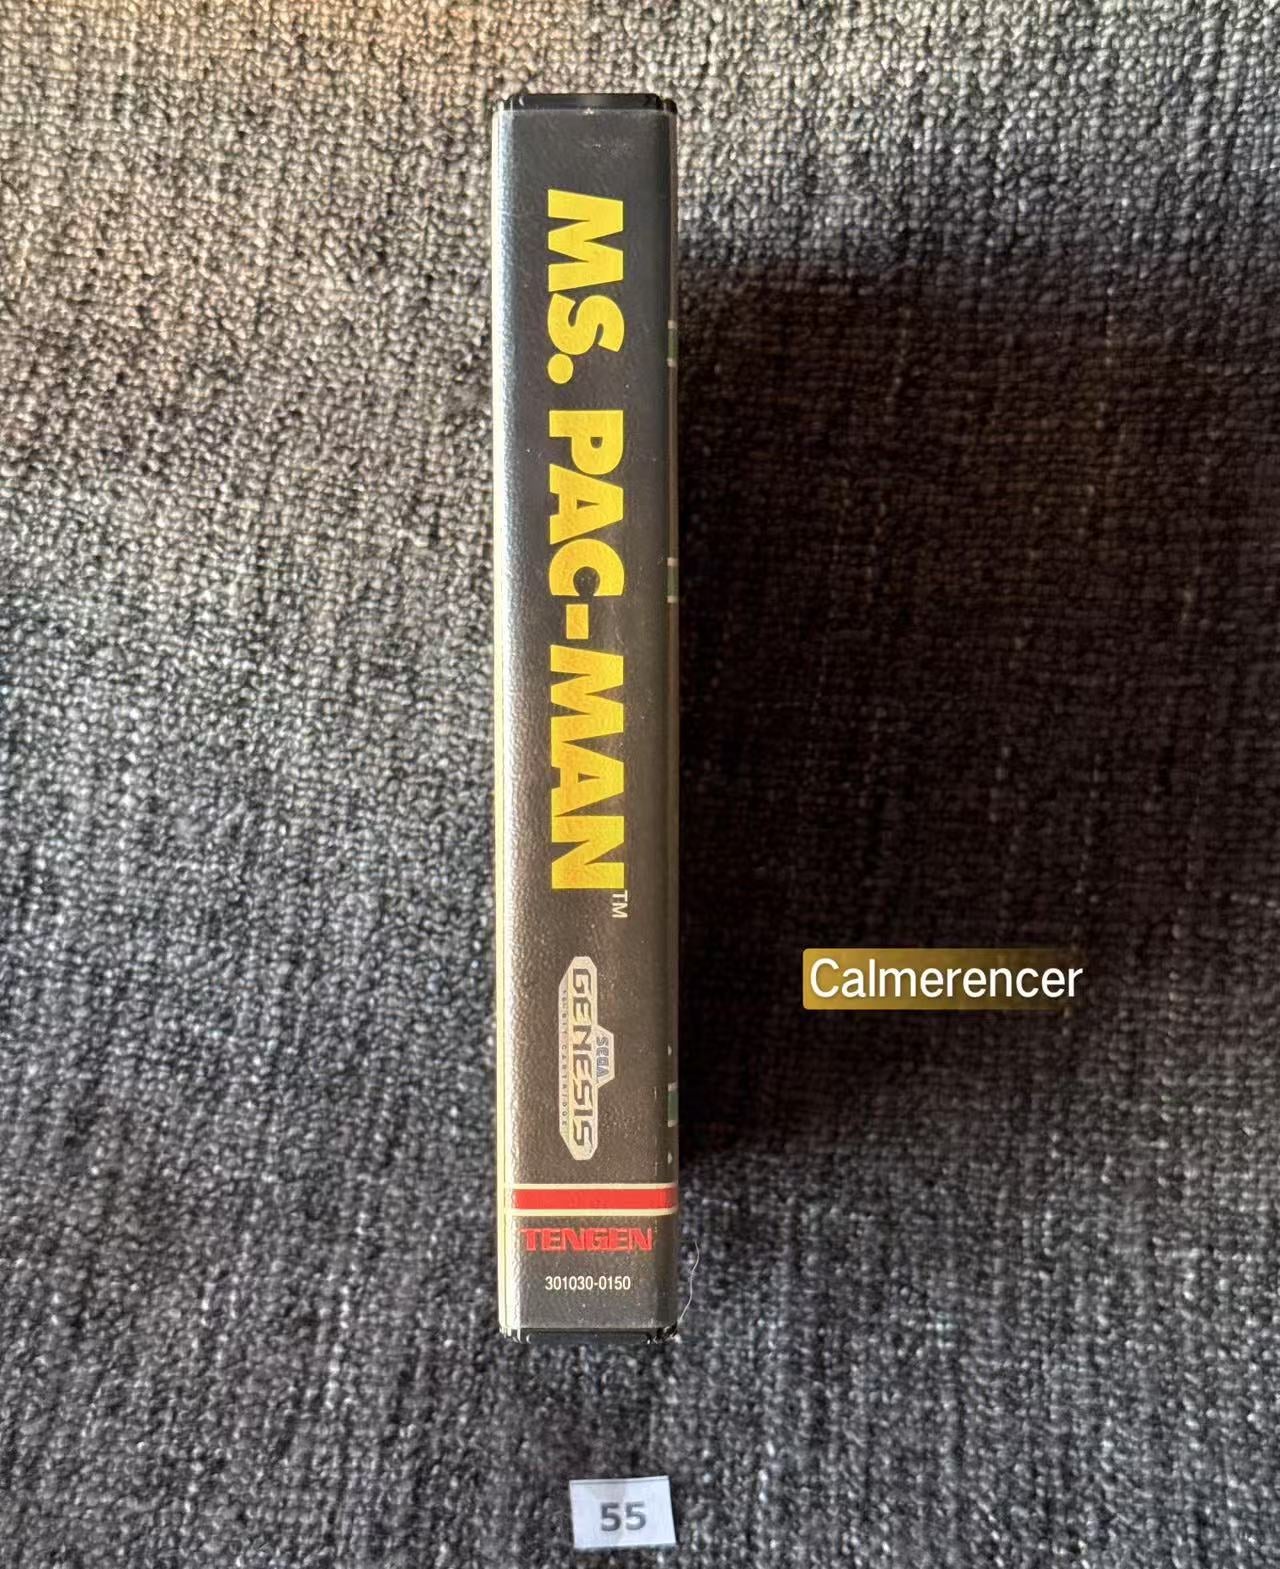 MS. PAC-MAN™
SEGA
GENESIS
TENGEN
301030-0150
Calmerencer
55